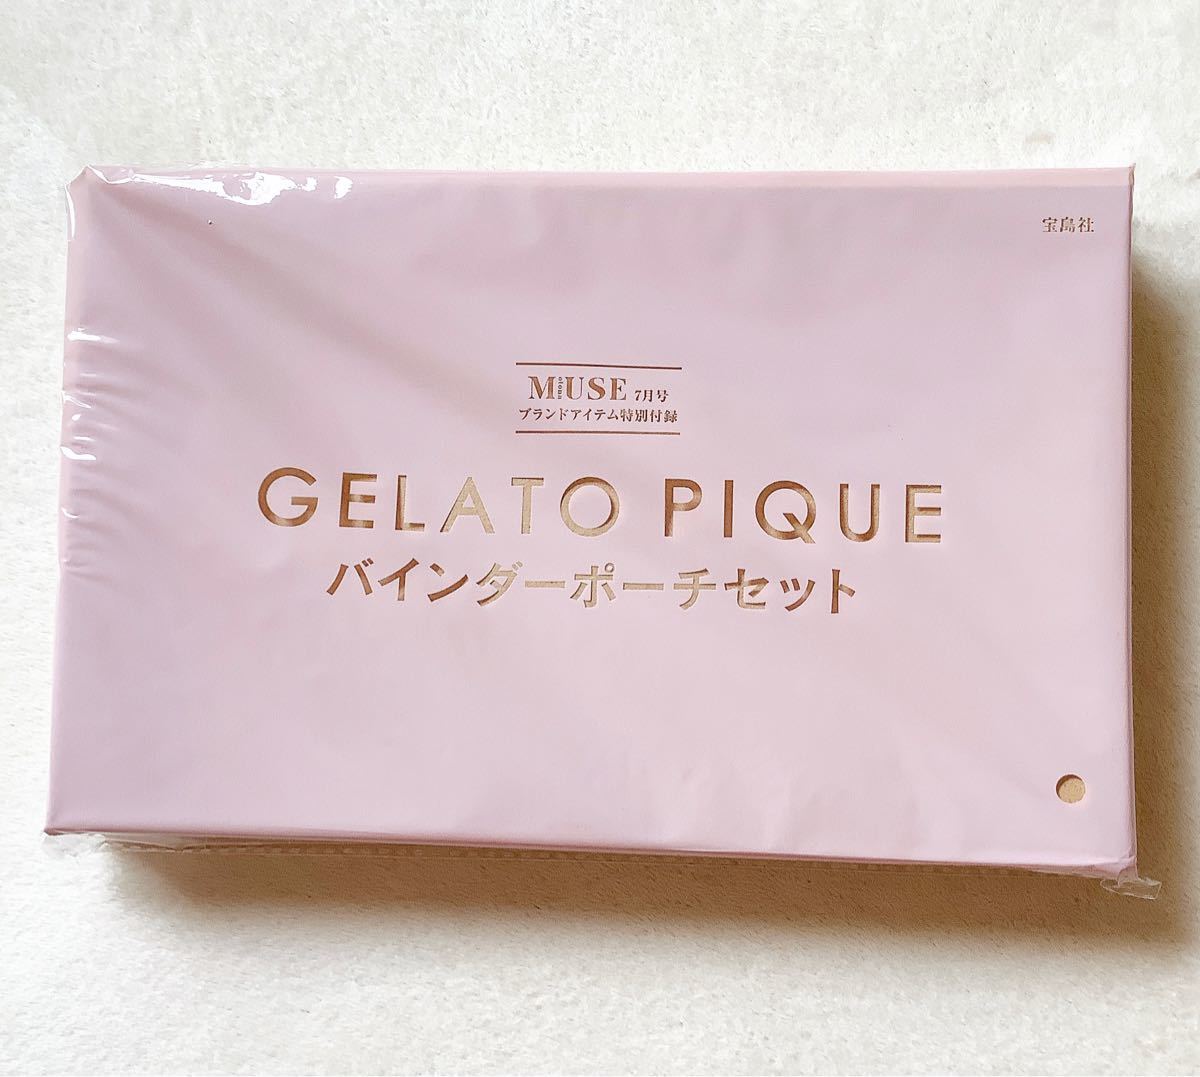 宝島社
otona MUSE 7月号
ブランドアイテム特別付録
GELATO PIQUE
バインダーポーチセット